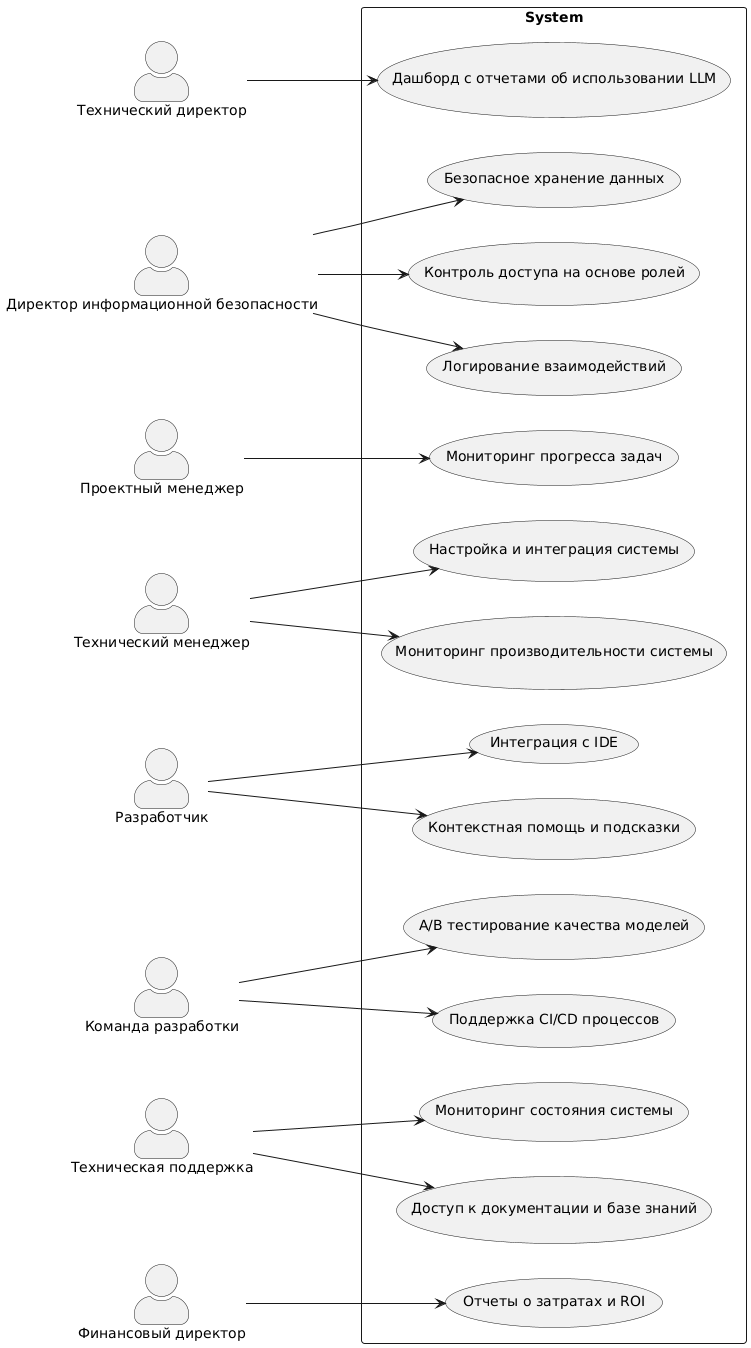 System
Технический директор
Дашборд с отчетами об использовании LLM
Директор информационной безопасности
Безопасное хранение данных
Контроль доступа на основе ролей
Логирование взаимодействий
Проектный менеджер
Мониторинг прогресса задач
Технический менеджер
Настройка и интеграция системы
Мониторинг производительности системы
Разработчик
Интеграция с IDE
Контекстная помощь и подсказки
Команда разработки
A/B тестирование качества моделей
Поддержка CI/CD процессов
Техническая поддержка
Мониторинг состояния системы
Доступ к документации и базе знаний
Финансовый директор
Отчеты о затратах и ROI